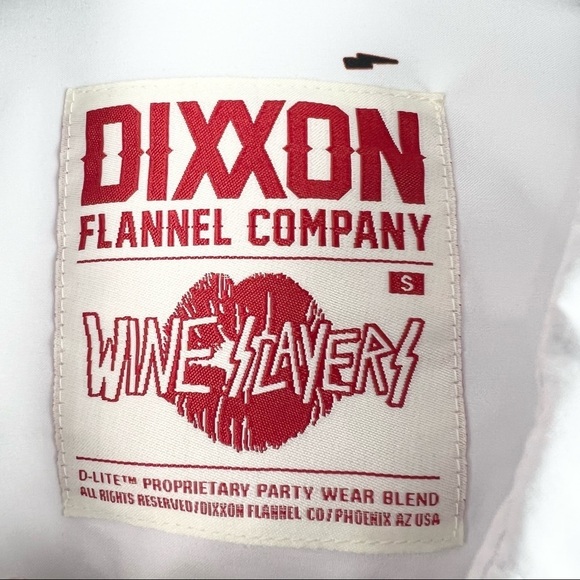 DIXXON
FLANNEL COMPANY
S
WINE SLAYERS
D-LITE™ PROPRIETARY PARTY WEAR BLEND
ALL RIGHTS RESERVED/DIXXON FLANNEL CO/PHOENIX AZ USA